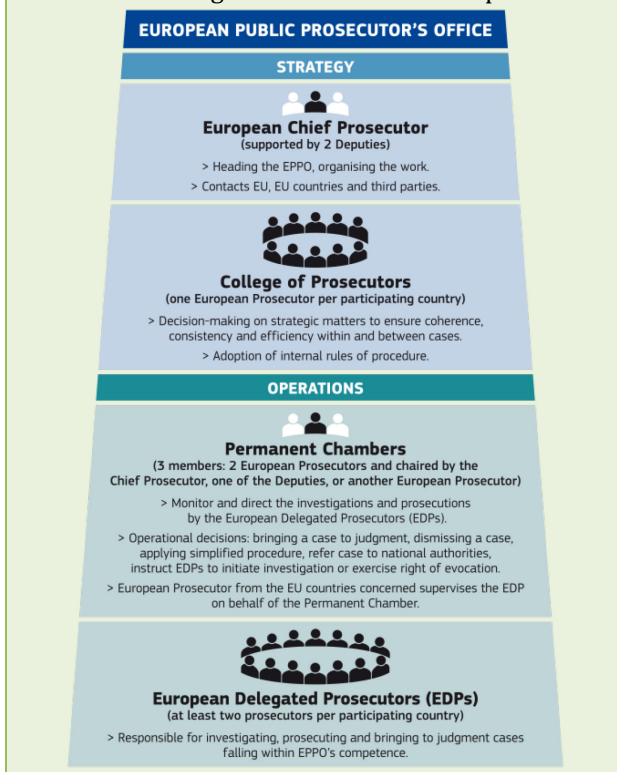 EUROPEAN PUBLIC PROSECUTOR'S OFFICE
STRATEGY
European Chief Prosecutor
(supported by 2 Deputies)
> Heading the EPPO, organising the work.
> Contacts EU, EU countries and third parties.
College of Prosecutors
(one European Prosecutor per participating country)
> Decision-making on strategic matters to ensure coherence,
consistency and efficiency within and between cases.
> Adoption of internal rules of procedure.
OPERATIONS
Permanent Chambers
(3 members: 2 European Prosecutors and chaired by the
Chief Prosecutor, one of the Deputies, or another European Prosecutor)
> Monitor and direct the investigations and prosecutions
by the European Delegated Prosecutors (EDPs).
> Operational decisions: bringing a case to judgment, dismissing a case,
applying simplified procedure, refer case to national authorities,
instruct EDPs to initiate investigation or exercise right of evocation.
> European Prosecutor from the EU countries concerned supervises the EDP
on behalf of the Permanent Chamber.
European Delegated Prosecutors (EDPs)
(at least two prosecutors per participating country)
> Responsible for investigating, prosecuting and bringing to judgment cases
falling within EPPO's competence.